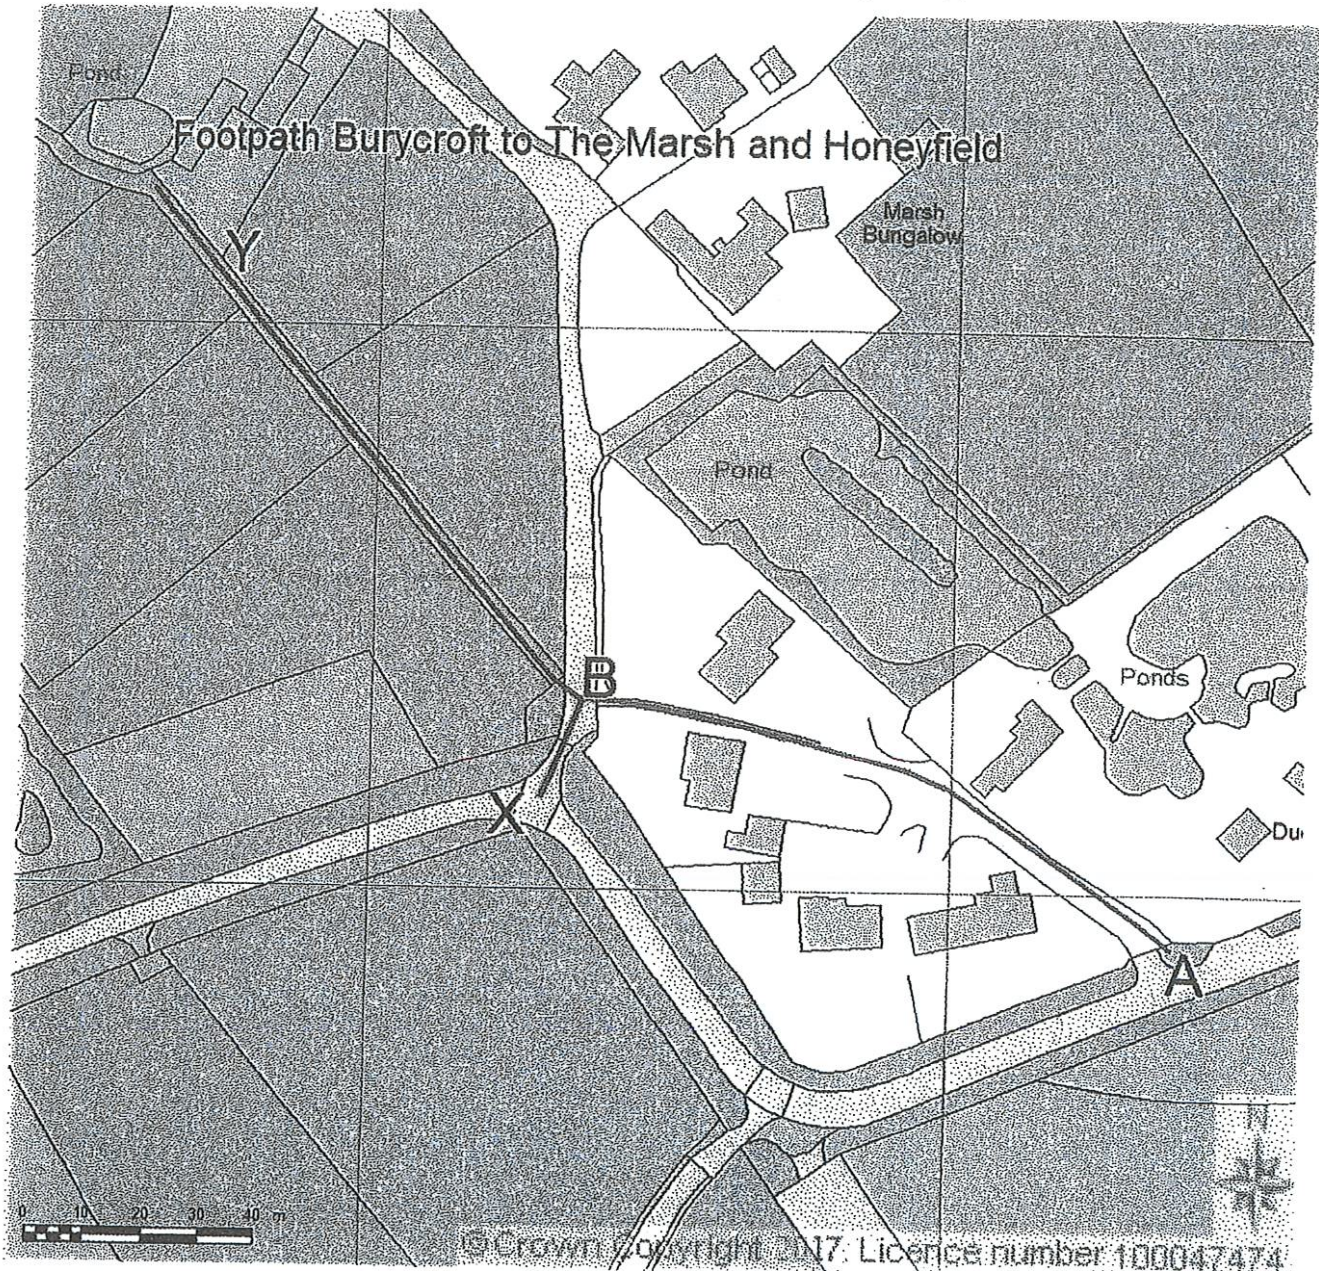 Pond
Footpath Burycroft to The Marsh and Honeyfield
Y
Marsh
Bungalow
Pond
B
Ponds
X
A
N
0 10 20 30 40 m
Crown Copyright Licence number 100047474